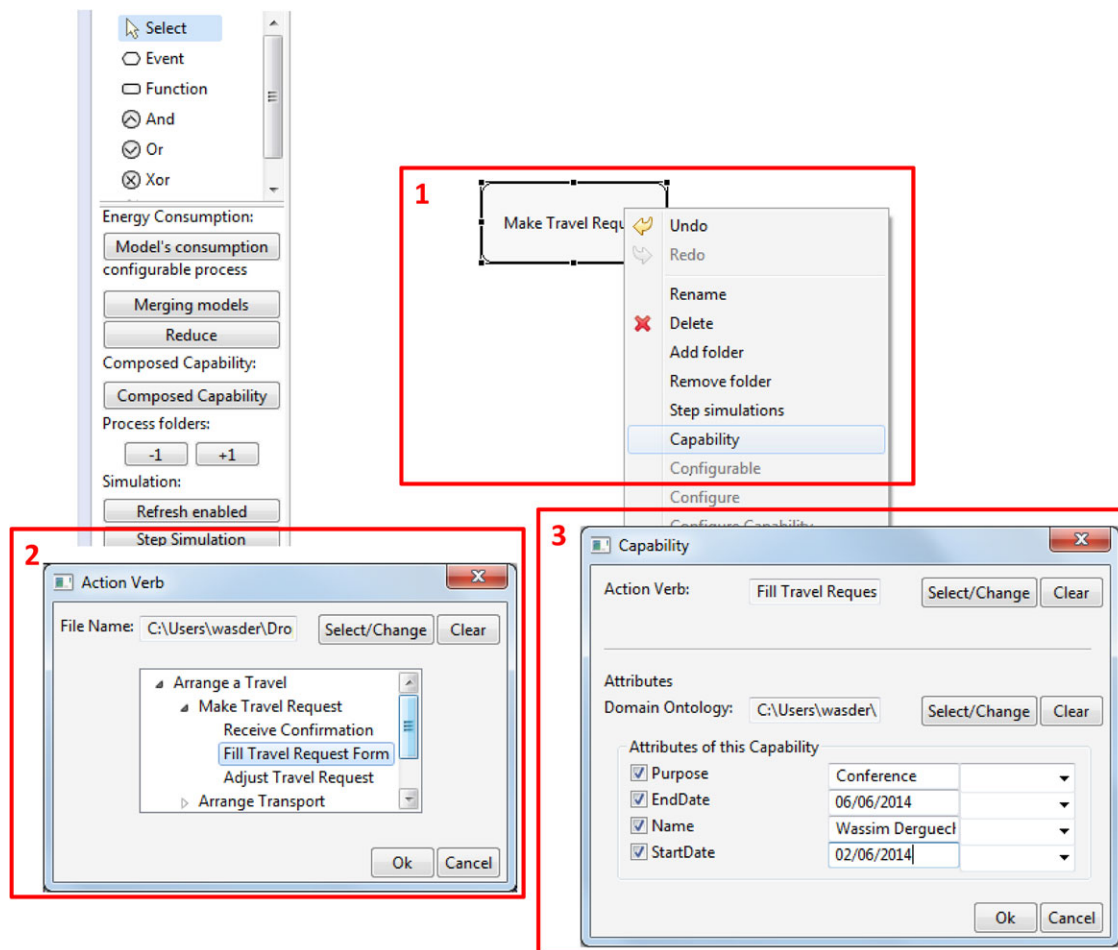 Select
Event
Function
And
Or
Xor
Energy Consumption:
Model's consumption
configurable process
Merging models
Reduce
Composed Capability:
Composed Capability
Process folders:
-1 +1
Simulation:
Refresh enabled
Step Simulation
1
Make Travel Requ
Undo
Redo
Rename
Delete
Add folder
Remove folder
Step simulations
Capability
Configurable
Configure
Configure Capability
2
Action Verb
File Name: C:\Users\wasder\Dro Select/Change Clear
Arrange a Travel
Make Travel Request
Receive Confirmation
Fill Travel Request Form
Adjust Travel Request
Arrange Transport
Ok Cancel
3
Capability
Action Verb: Fill Travel Reques Select/Change Clear
Attributes
Domain Ontology: C:\Users\wasder\ Select/Change Clear
Attributes of this Capability
Purpose Conference
EndDate 06/06/2014
Name Wassim Derguech
StartDate 02/06/2014
Ok Cancel